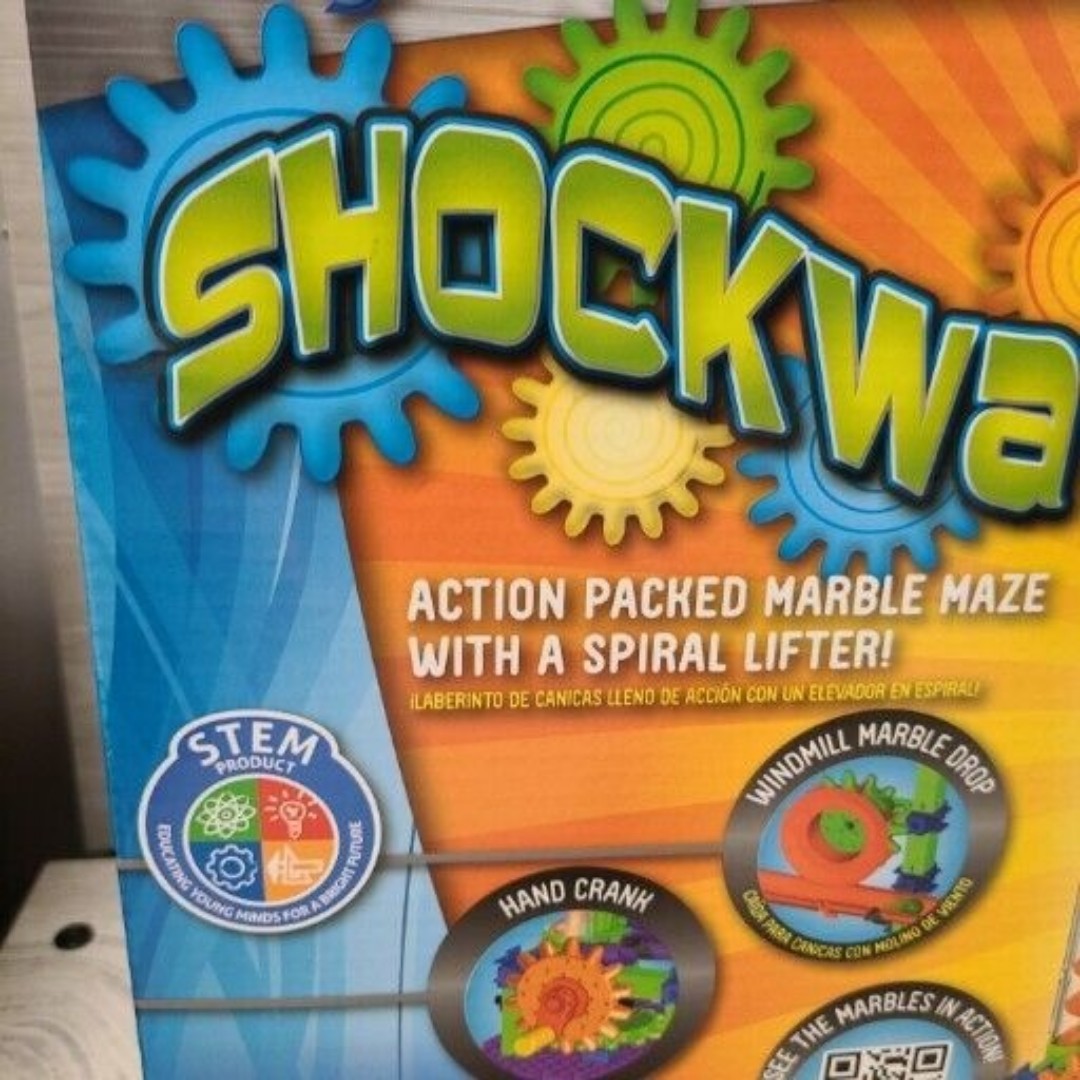 SHOCKWa
ACTION PACKED MARBLE MAZE
WITH A SPIRAL LIFTER!
¡LABERINTO DE CANICAS LLENO DE ACCIÓN CON UN ELEVADOR EN ESPIRAL!
STEM
PRODUCT
EDUCATING YOUNG MINDS FOR A BRIGHT FUTURE
WINDMILL MARBLE DROP
CAIDA PARA CANICAS CON MOLINO DE VIENTO
HAND CRANK
SEE THE MARBLES IN ACTION!